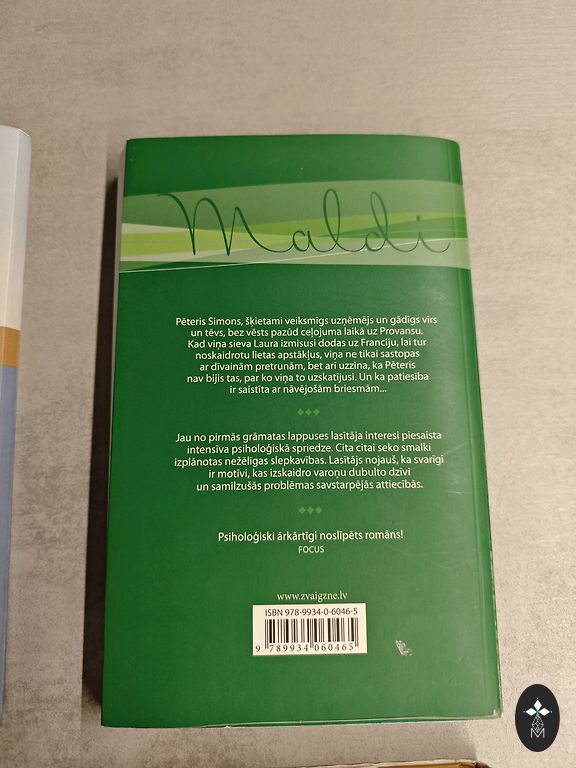 Maldi
Pēteris Simons, šķietami veiksmīgs uzņēmējs un gādīgs vīrs
un tēvs, bez vēsts pazūd ceļojuma laikā uz Provansu.
Kad viņa sieva Laura izmisusi dodas uz Franciju, lai tur
noskaidrotu lietas apstākļus, viņa ne tikai sastopas
ar dīvainām pretrunām, bet arī uzzina, ka Pēteris
nav bijis tas, par ko viņa to uzskatījusi. Un ka patiesība
ir saistīta ar nāvējošām briesmām...
Jau no pirmās grāmatas lappuses lasītāja interesi piesaista
intensīva psiholoģiskā spriedze. Cita citai seko smalki
izplānotas nežēlīgas slepkavības. Lasītājs nojauš, ka svarīgi
ir motīvi, kas izskaidro varoņu dubulto dzīvi
un samilzušās problēmas savstarpējās attiecībās.
Psiholoģiski ārkārtīgi noslīpēts romāns!
FOCUS
www.zvaigzne.lv
ISBN 978-9934-0-6046-5
9 789934 060465
M